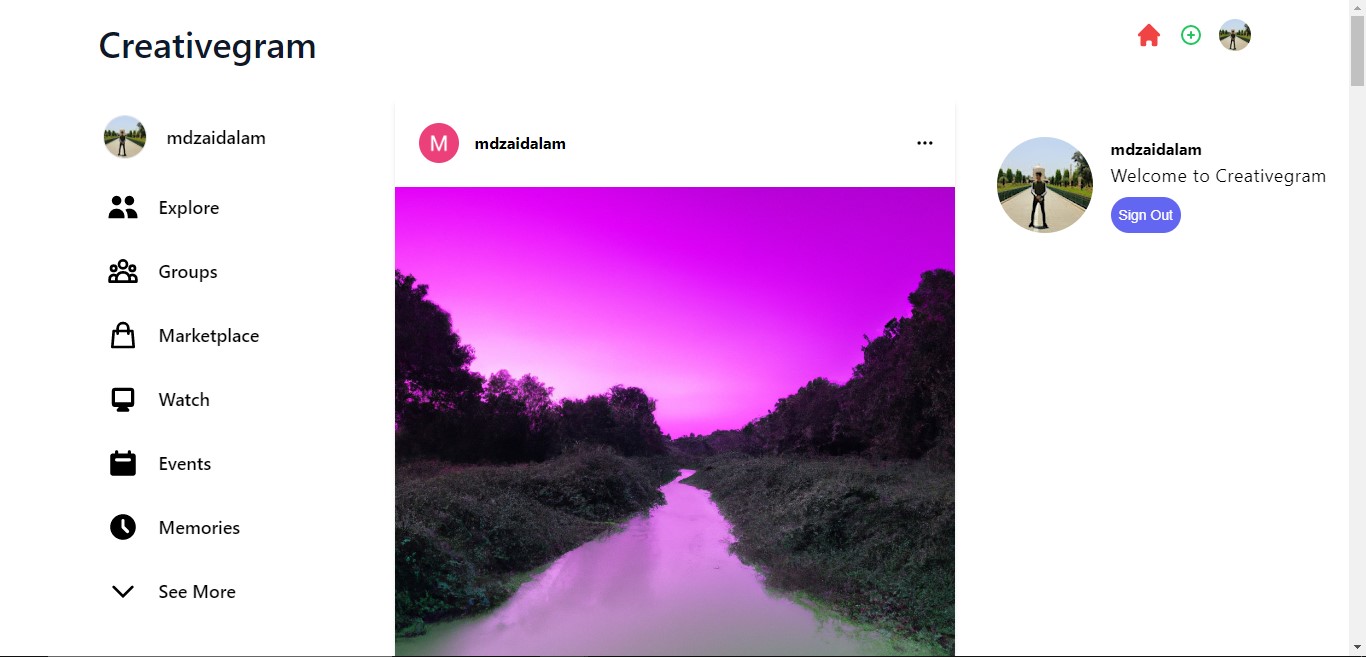 Creativegram
mdzaidalam
Explore
Groups
Marketplace
Watch
Events
Memories
See More
M
mdzaidalam
mdzaidalam
Welcome to Creativegram
Sign Out